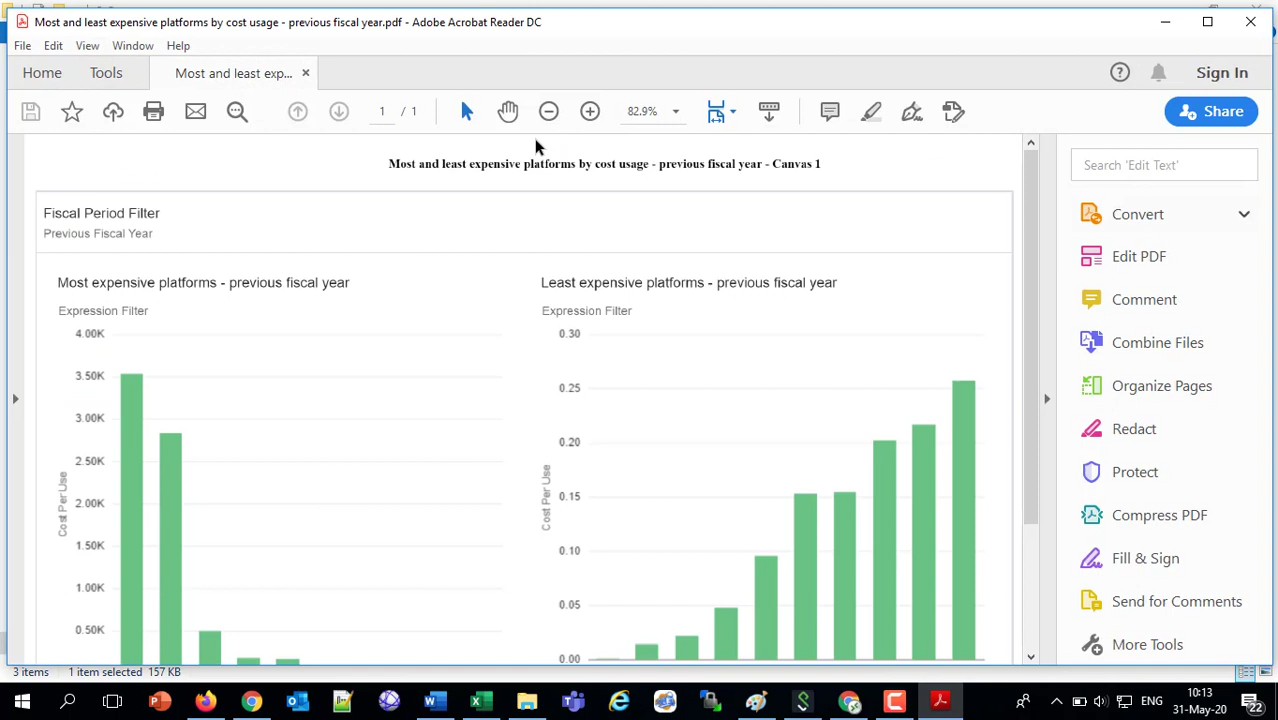 Most and least expensive platforms by cost usage - previous fiscal year.pdf - Adobe Acrobat Reader DC
File Edit View Window Help
Home Tools Most and least exp... × Sign In
1 / 1 82.9% Share
Most and least expensive platforms by cost usage - previous fiscal year - Canvas 1
Search 'Edit Text'
Fiscal Period Filter
Previous Fiscal Year
Most expensive platforms - previous fiscal year
Expression Filter
4.00K
3.50K
3.00K
2.50K
2.00K
1.50K
1.00K
0.50K
Cost Per Use
Least expensive platforms - previous fiscal year
Expression Filter
0.30
0.25
0.20
0.15
0.10
0.05
0.00
Cost Per Use
Convert
Edit PDF
Comment
Combine Files
Organize Pages
Redact
Protect
Compress PDF
Fill & Sign
Send for Comments
More Tools
3 items 1 item selected 157 KB
ENG 10:13
31-May-20 22